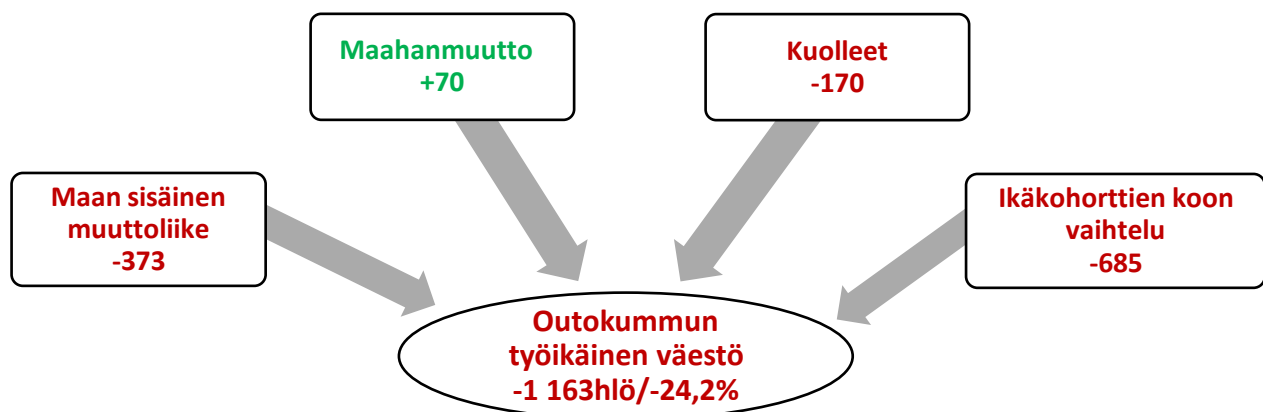 Maahanmuutto
+70
Kuolleet
-170
Maan sisäinen
muuttoliike
-373
Ikäkohorttien koon
vaihtelu
-685
Outokummun
työikäinen väestö
-1 163hlö/-24,2%